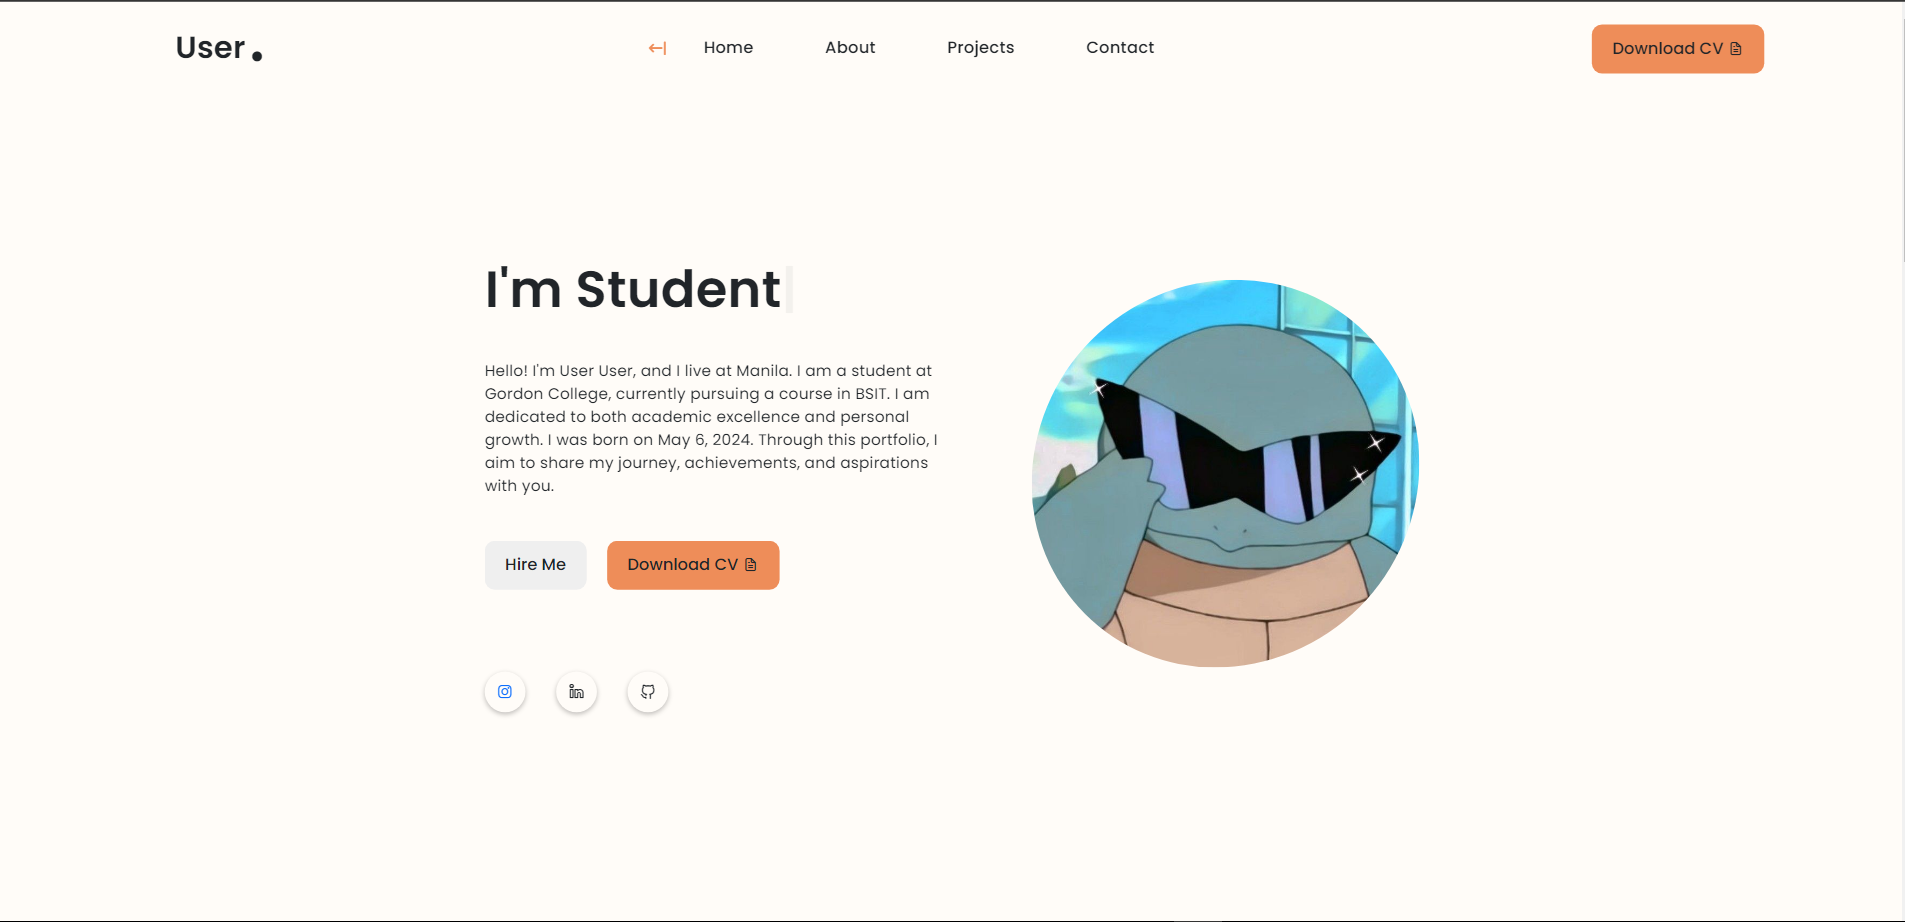 User.
Home
About
Projects
Contact
Download CV
I'm Student
Hello! I'm User User, and I live at Manila. I am a student at
Gordon College, currently pursuing a course in BSIT. I am
dedicated to both academic excellence and personal
growth. I was born on May 6, 2024. Through this portfolio, I
aim to share my journey, achievements, and aspirations
with you.
Hire Me
Download CV